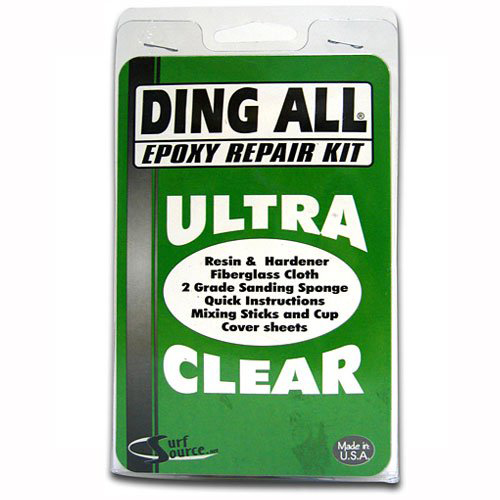 DING ALL®
EPOXY REPAIR KIT
ULTRA
Resin & Hardener
Fiberglass Cloth
2 Grade Sanding Sponge
Quick Instructions
Mixing Sticks and Cup
Cover sheets
CLEAR
Surf
Source.net
Made in
U.S.A.